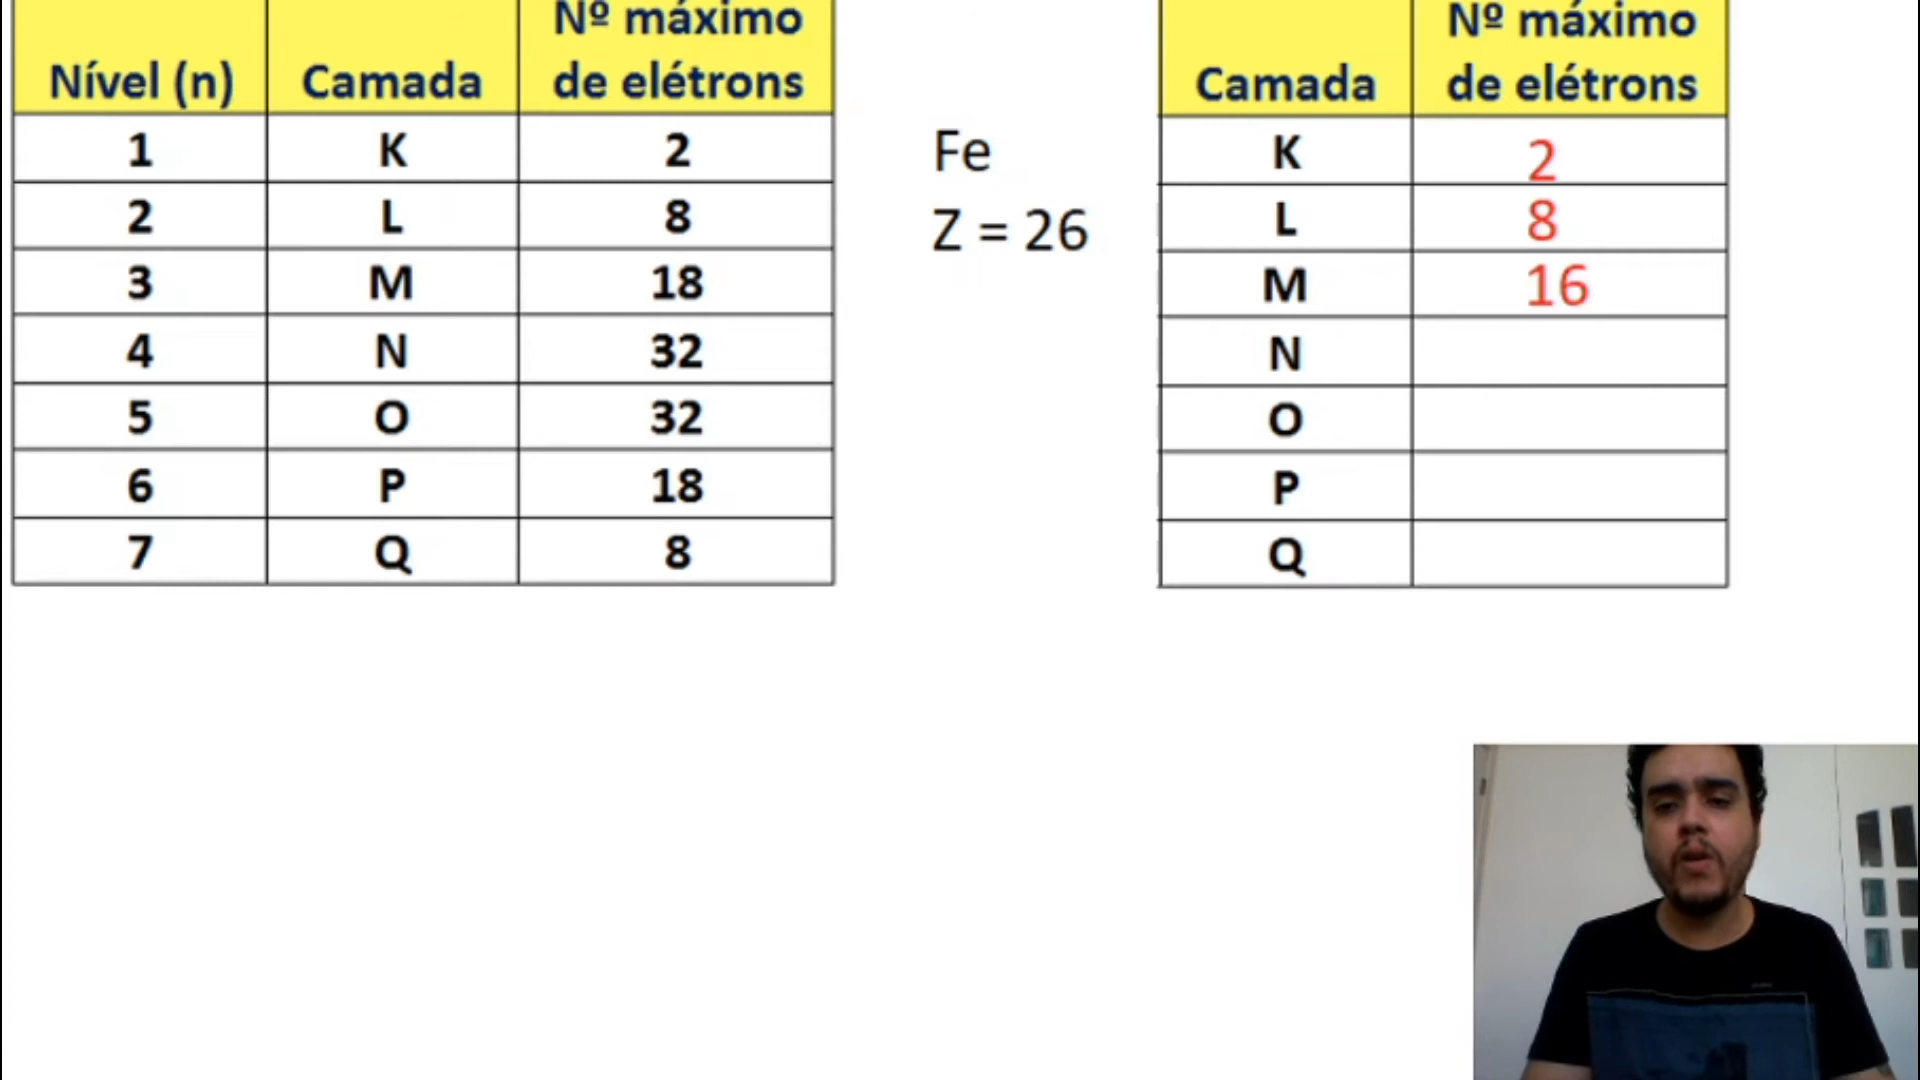 Nível (n) Camada Nº máximo de elétrons
1 K 2
2 L 8
3 M 18
4 N 32
5 O 32
6 P 18
7 Q 8
Fe
Z = 26
Camada Nº máximo de elétrons
K 2
L 8
M 16
N
O
P
Q